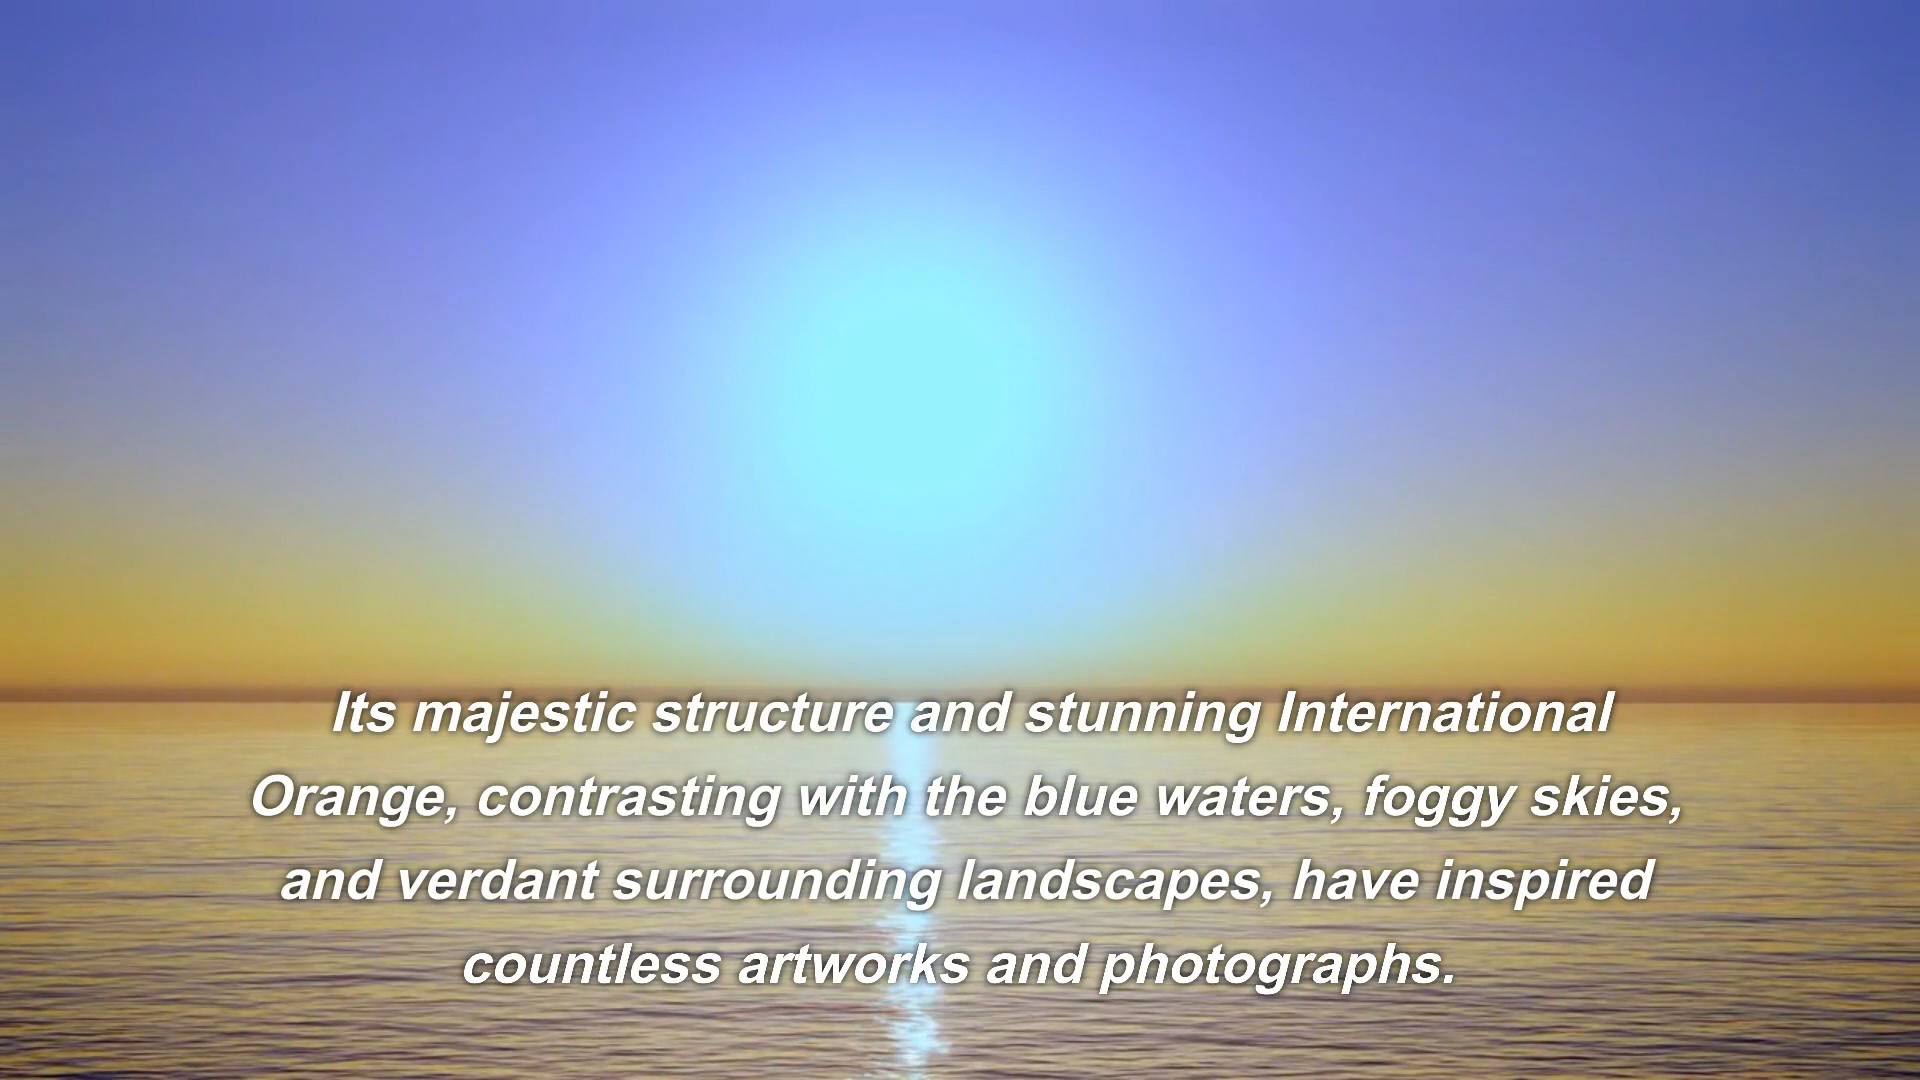 Its majestic structure and stunning International
Orange, contrasting with the blue waters, foggy skies,
and verdant surrounding landscapes, have inspired
countless artworks and photographs.